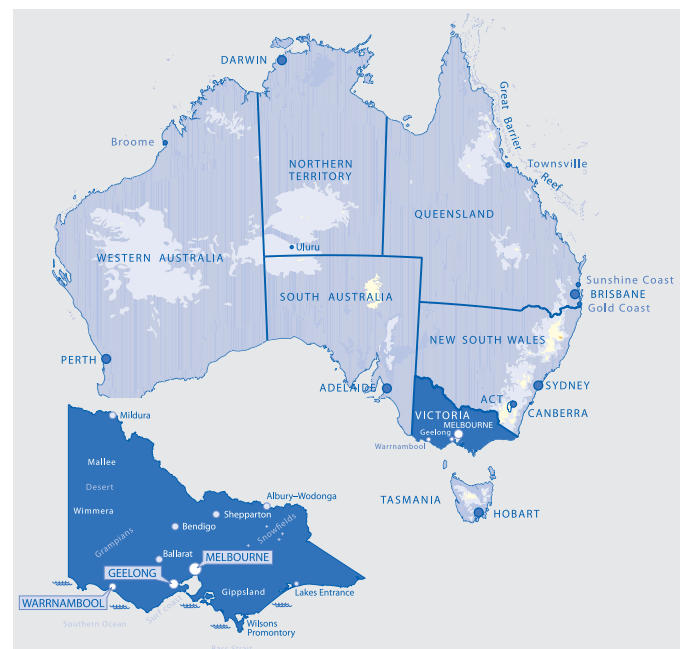 DARWIN
Great Barrier Reef
Broome
Townsville
NORTHERN
TERRITORY
QUEENSLAND
Uluru
WESTERN AUSTRALIA
Sunshine Coast
BRISBANE
Gold Coast
SOUTH AUSTRALIA
NEW SOUTH WALES
PERTH
ADELAIDE
SYDNEY
ACT
CANBERRA
VICTORIA
MELBOURNE
Geelong
Warrnambool
TASMANIA
HOBART
Mildura
Mallee
Desert
Wimmera
Albury–Wodonga
Shepparton
Snowfields
Bendigo
Grampians
Ballarat
MELBOURNE
GEELONG
WARRNAMBOOL
Gippsland
Lakes Entrance
Surf coast
Southern Ocean
Wilsons
Promontory
Bass Strait